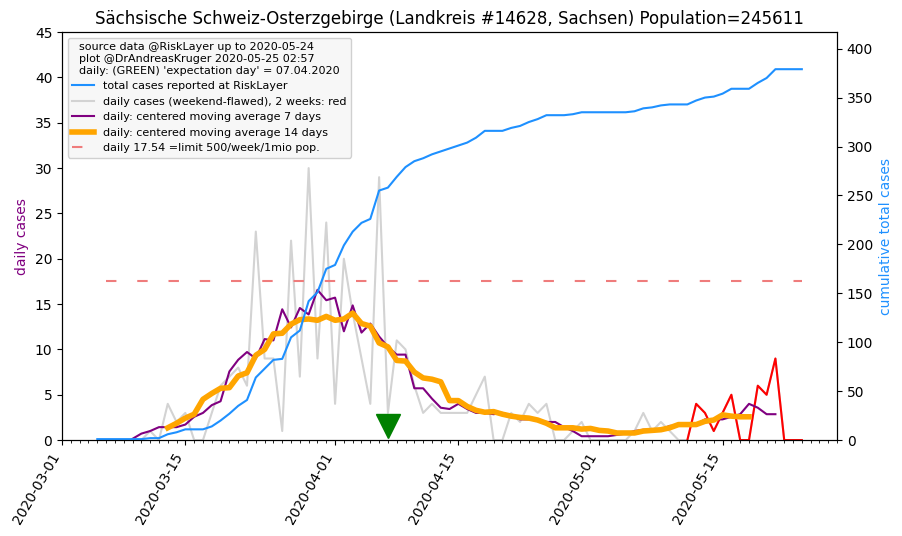 Sächsische Schweiz-Osterzgebirge (Landkreis #14628, Sachsen) Population=245611
source data @RiskLayer up to 2020-05-24
plot @DrAndreasKruger 2020-05-25 02:57
daily: (GREEN) 'expectation day' = 07.04.2020
total cases reported at RiskLayer
daily cases (weekend-flawed), 2 weeks: red
daily: centered moving average 7 days
daily: centered moving average 14 days
daily 17.54 =limit 500/week/1mio pop.
daily cases
45
40
35
30
25
20
15
10
5
0
400
350
300
250
200
150
100
50
0
cumulative total cases
2020-03-01
2020-03-15
2020-04-01
2020-04-15
2020-05-01
2020-05-15